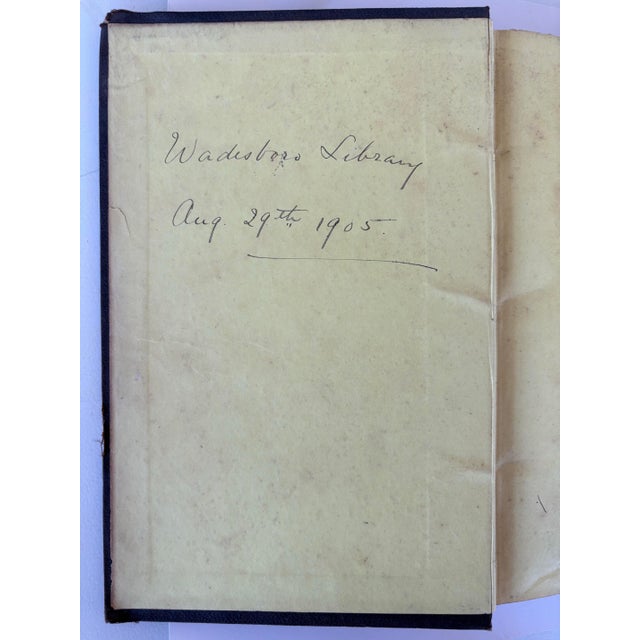 Wadesboro Library
Aug. 29th 1905.